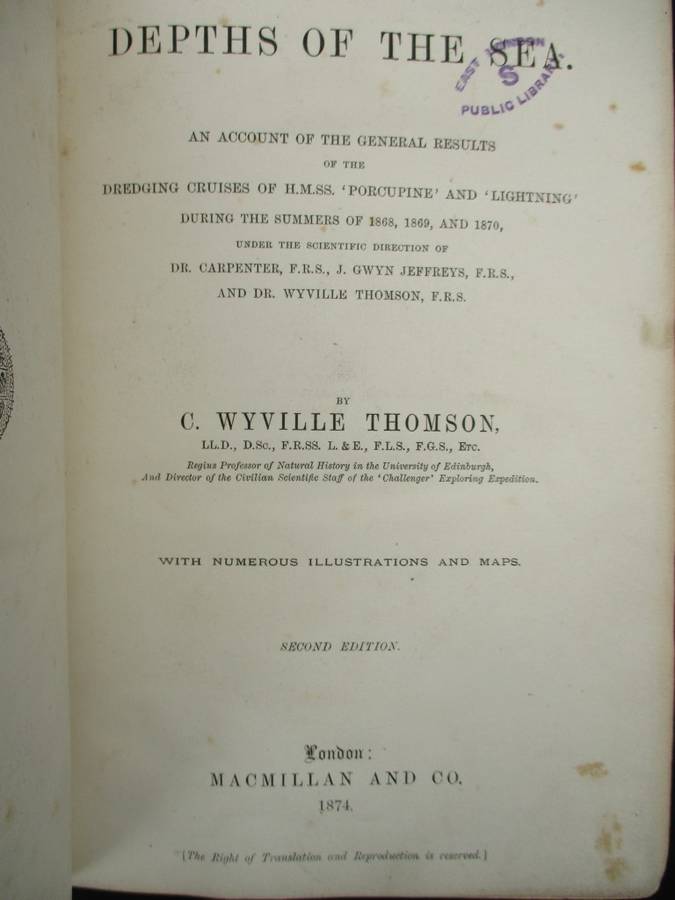 DEPTHS OF THE SEA.
EAST LONDON
S
PUBLIC LIBRARY
AN ACCOUNT OF THE GENERAL RESULTS
OF THE
DREDGING CRUISES OF H.M.SS. ‘PORCUPINE’ AND ‘LIGHTNING’
DURING THE SUMMERS OF 1868, 1869, AND 1870,
UNDER THE SCIENTIFIC DIRECTION OF
DR. CARPENTER, F.R.S., J. GWYN JEFFREYS, F.R.S.,
AND DR. WYVILLE THOMSON, F.R.S.
BY
C. WYVILLE THOMSON,
LL.D., D.Sc., F.R.SS. L. & E., F.L.S., F.G.S., Etc.
Regius Professor of Natural History in the University of Edinburgh,
And Director of the Civilian Scientific Staff of the ‘Challenger’ Exploring Expedition.
WITH NUMEROUS ILLUSTRATIONS AND MAPS.
SECOND EDITION.
London:
MACMILLAN AND CO.
1874.
[The Right of Translation and Reproduction is reserved.]